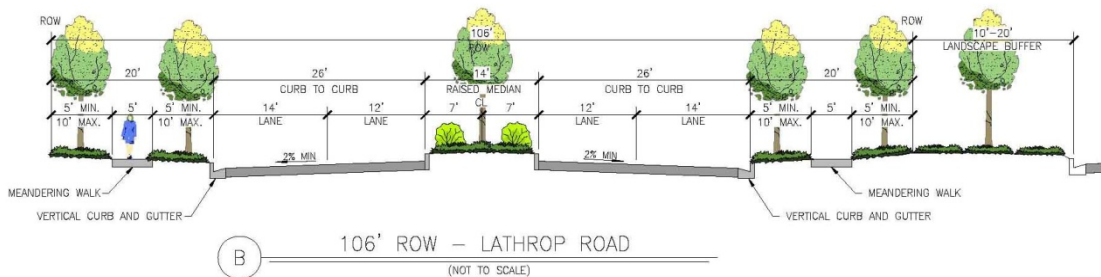 ROW
106'
ROW
ROW
10'-20'
LANDSCAPE BUFFER
20'
26'
CURB TO CURB
14'
RAISED MEDIAN
26'
CURB TO CURB
20'
5' MIN.
10' MAX.
5'
5' MIN.
10' MAX.
14'
LANE
12'
LANE
7'
CL
7'
12'
LANE
14'
LANE
5' MIN.
10' MAX.
5'
5' MIN.
10' MAX.
2% MIN
2% MIN
MEANDERING WALK
MEANDERING WALK
VERTICAL CURB AND GUTTER
VERTICAL CURB AND GUTTER
B
106' ROW - LATHROP ROAD
(NOT TO SCALE)